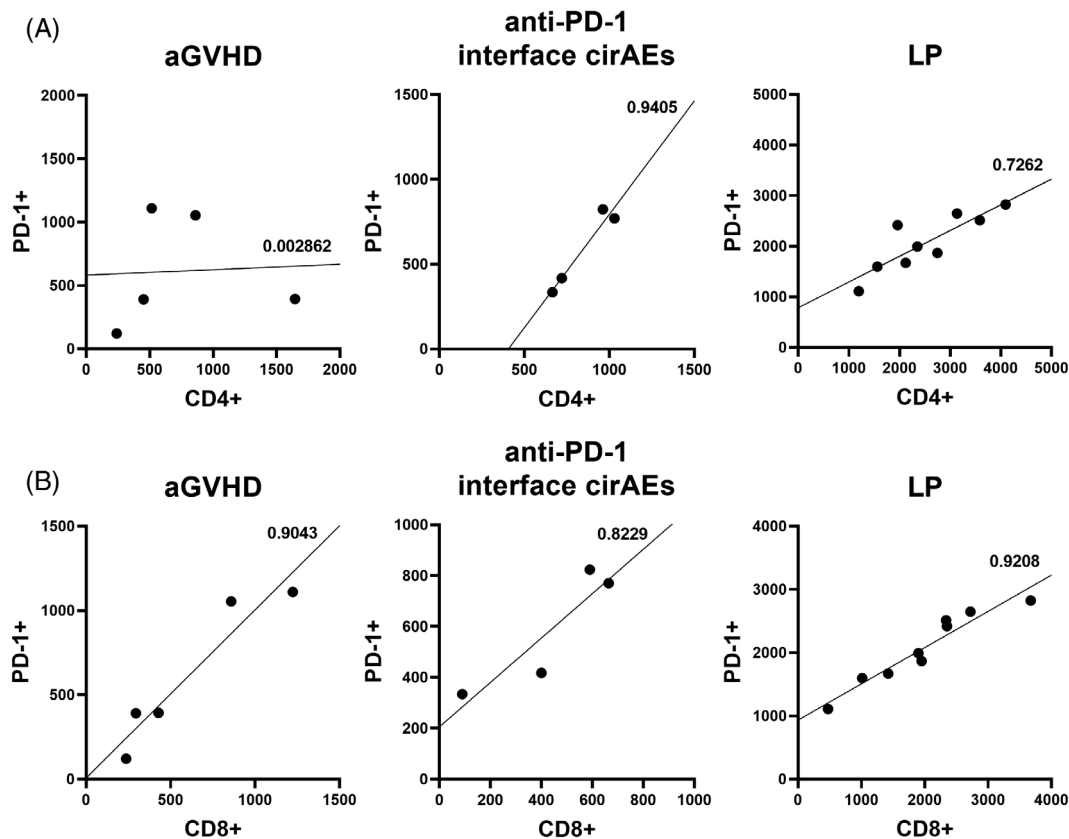 (A)
aGVHD
anti-PD-1
interface cirAEs
LP
PD-1+
2000
1500
1000
500
0
0.002862
0 500 1000 1500 2000
CD4+
PD-1+
1500
1000
500
0
0.9405
0 500 1000 1500
CD4+
PD-1+
5000
4000
3000
2000
1000
0
0.7262
0 1000 2000 3000 4000 5000
CD4+
(B)
aGVHD
anti-PD-1
interface cirAEs
LP
PD-1+
1500
1000
500
0
0.9043
0 500 1000 1500
CD8+
PD-1+
1000
800
600
400
200
0
0.8229
0 200 400 600 800 1000
CD8+
PD-1+
4000
3000
2000
1000
0
0.9208
0 1000 2000 3000 4000
CD8+